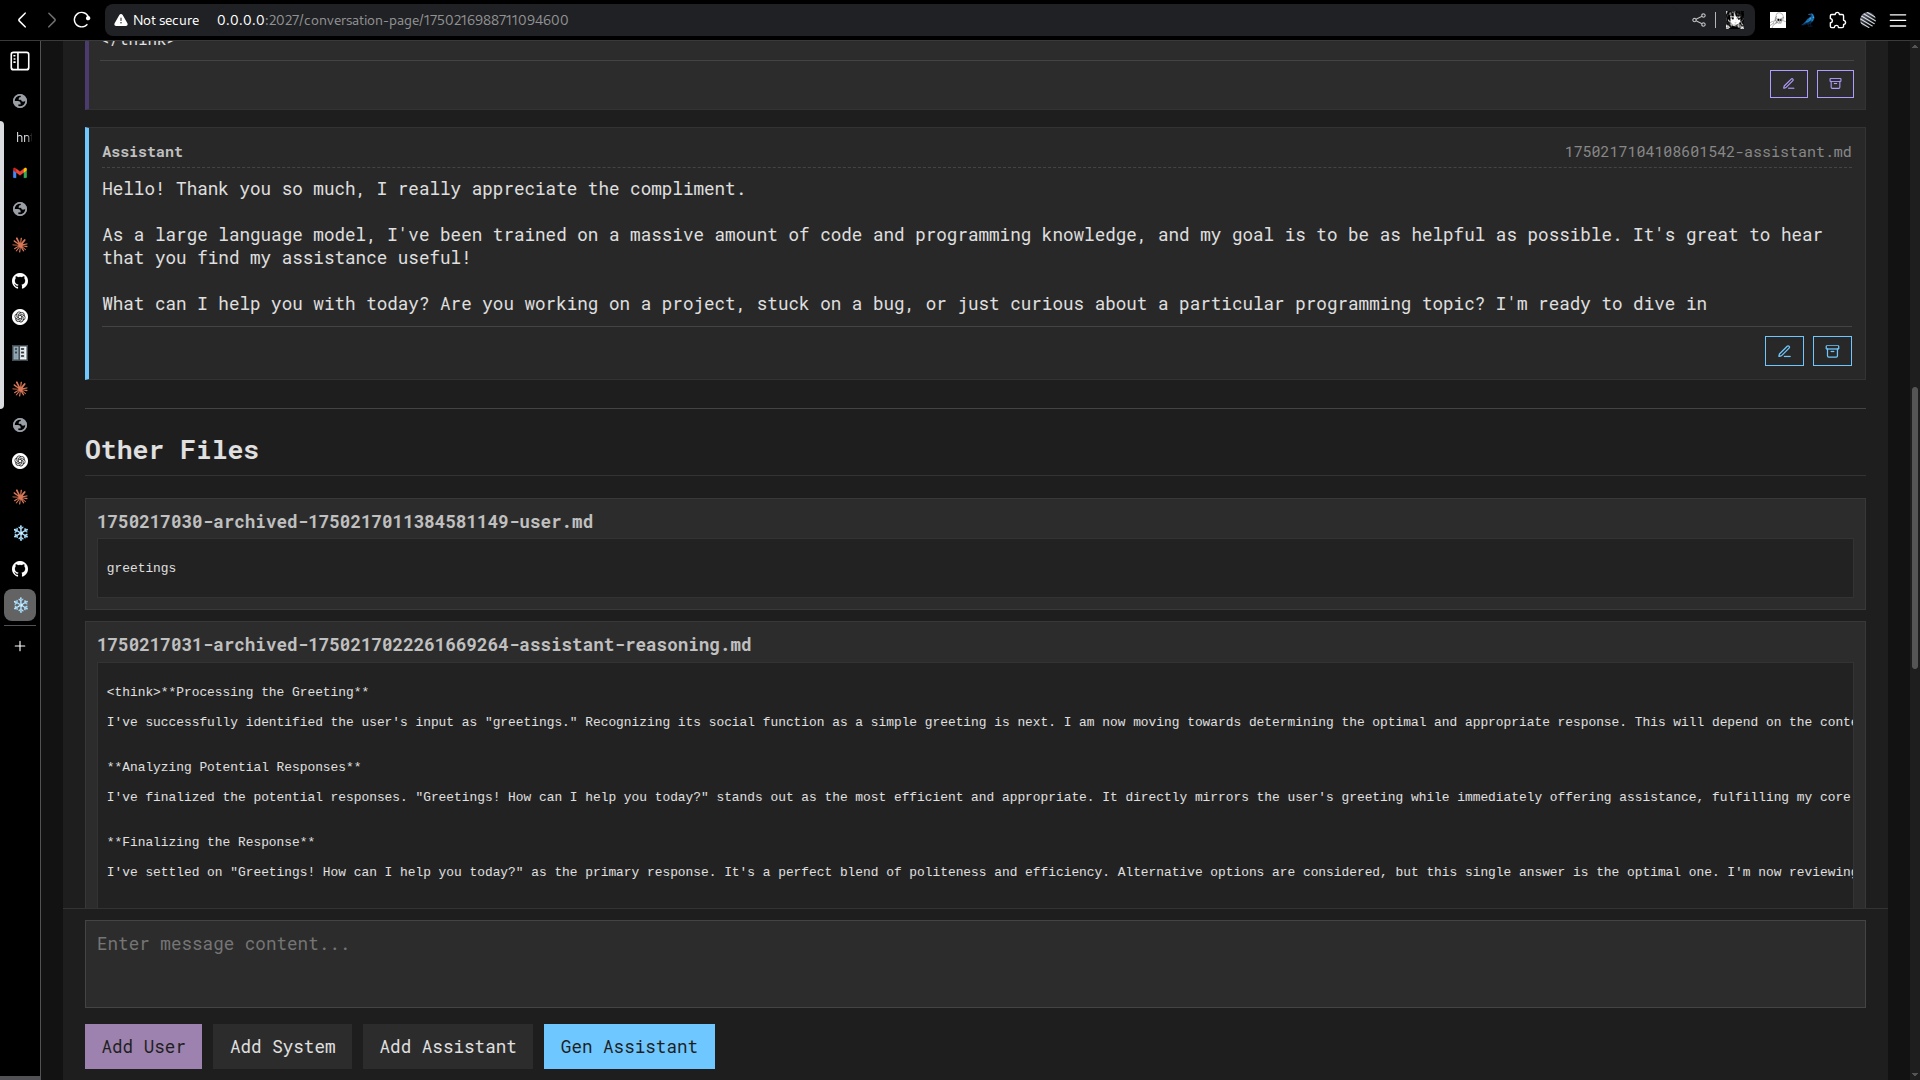 Not secure
0.0.0.0:2027/conversation-page/1750216988711094600
hn
Assistant
1750217104108601542-assistant.md
Hello! Thank you so much, I really appreciate the compliment.
As a large language model, I've been trained on a massive amount of code and programming knowledge, and my goal is to be as helpful as possible. It's great to hear
that you find my assistance useful!
What can I help you with today? Are you working on a project, stuck on a bug, or just curious about a particular programming topic? I'm ready to dive in
Other Files
1750217030-archived-1750217011384581149-user.md
greetings
1750217031-archived-1750217022261669264-assistant-reasoning.md
<think>**Processing the Greeting**
I've successfully identified the user's input as "greetings." Recognizing its social function as a simple greeting is next. I am now moving towards determining the optimal and appropriate response. This will depend on the
**Analyzing Potential Responses**
I've finalized the potential responses. "Greetings! How can I help you today?" stands out as the most efficient and appropriate. It directly mirrors the user's greeting while immediately offering assistance, fulfilling my core
**Finalizing the Response**
I've settled on "Greetings! How can I help you today?" as the primary response. It's a perfect blend of politeness and efficiency. Alternative options are considered, but this single answer is the optimal one. I'm now reviewing
Enter message content...
Add User
Add System
Add Assistant
Gen Assistant